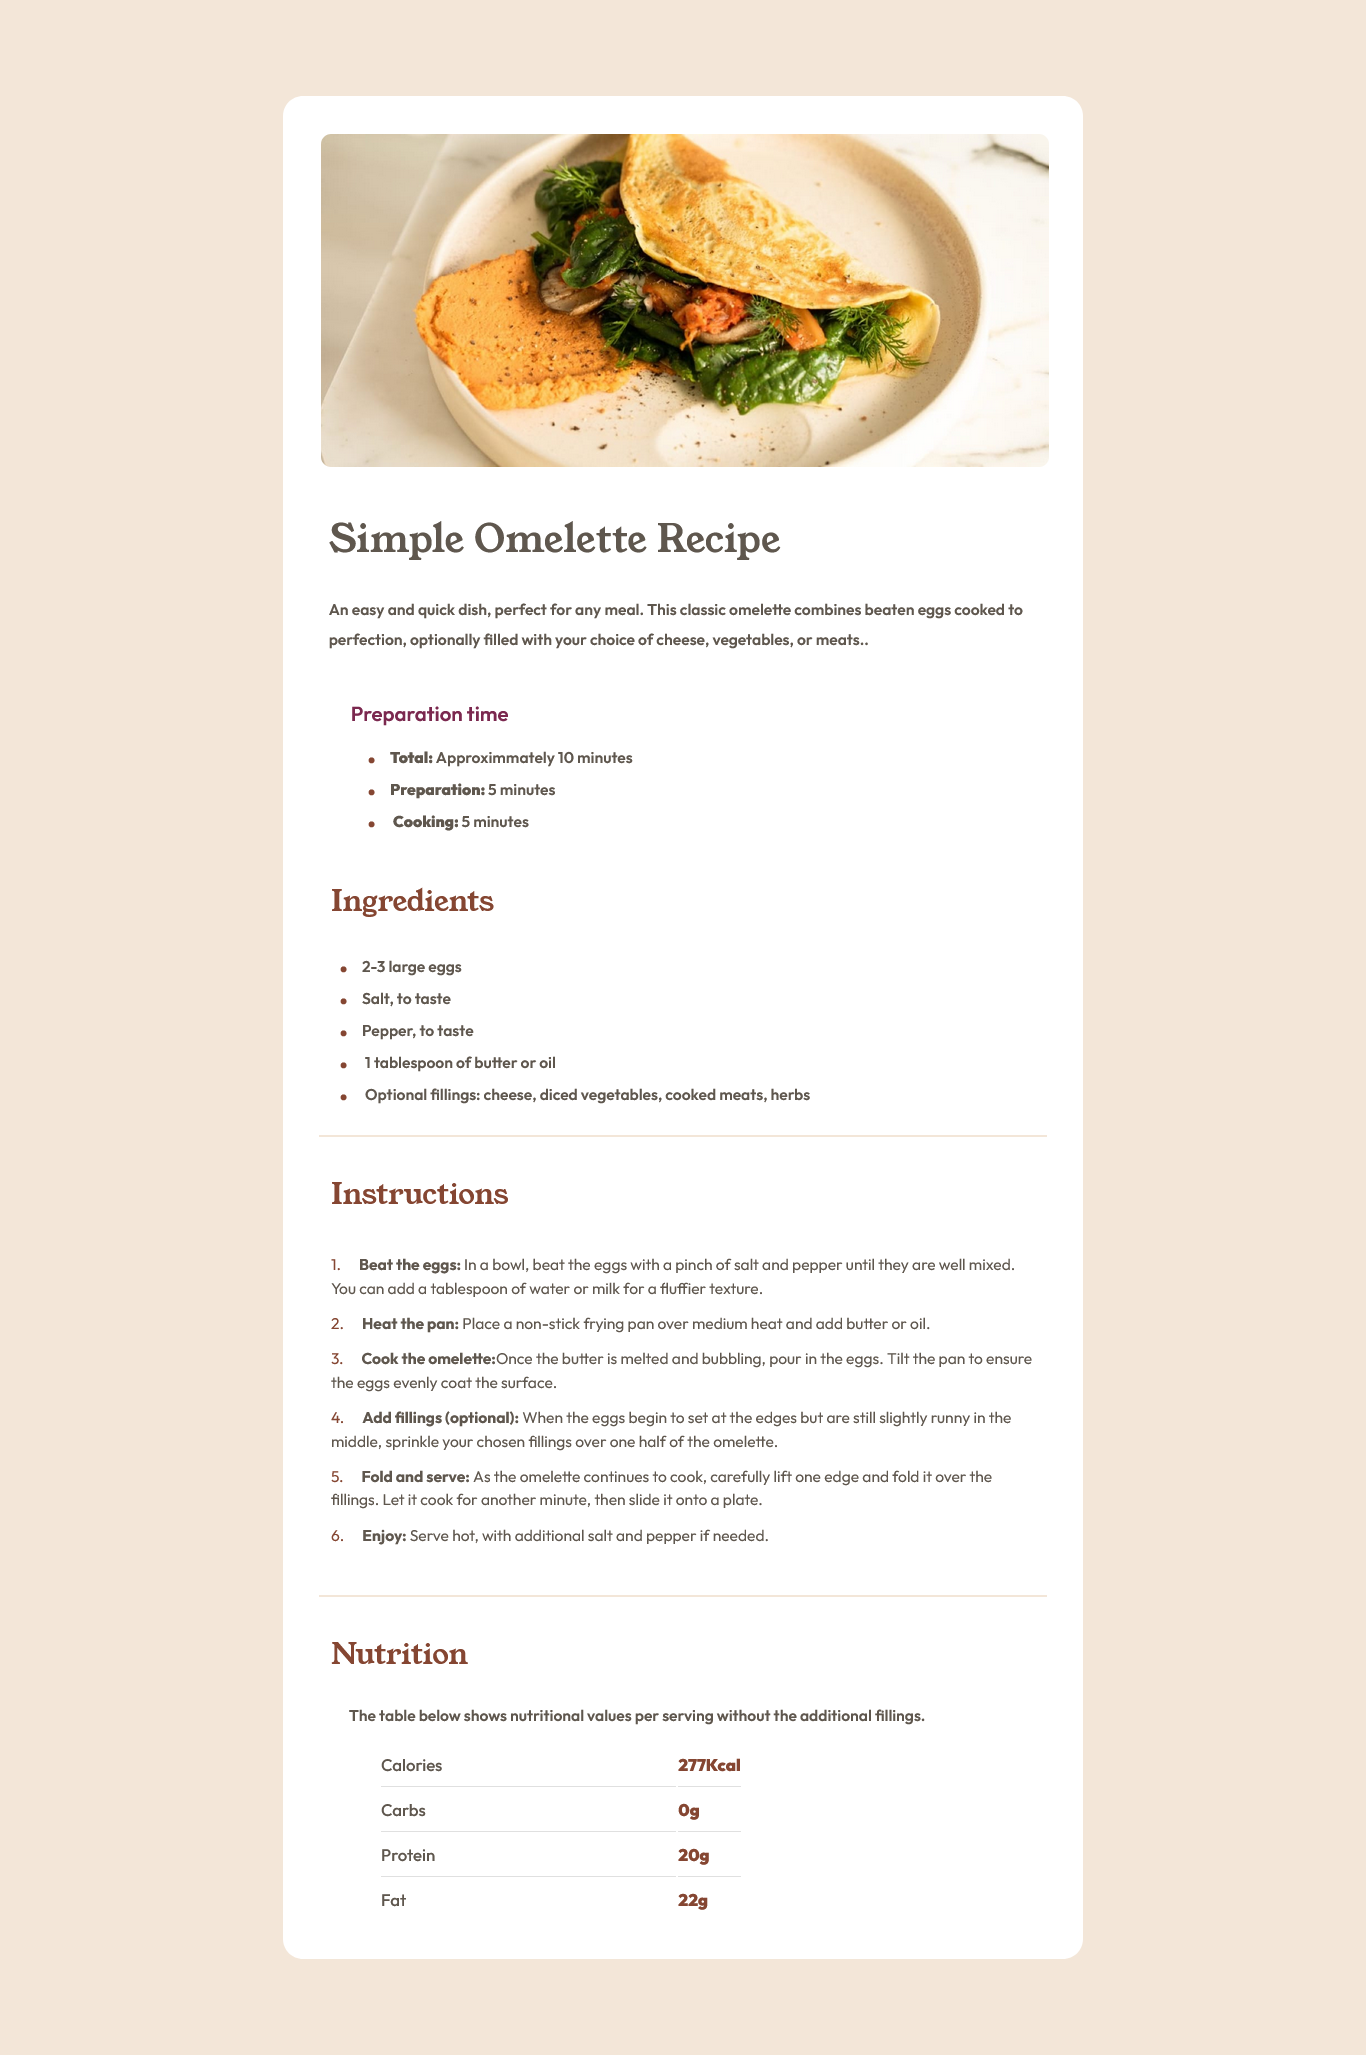 Simple Omelette Recipe
An easy and quick dish, perfect for any meal. This classic omelette combines beaten eggs cooked to
perfection, optionally filled with your choice of cheese, vegetables, or meats..
Preparation time
• Total: Approximmately 10 minutes
• Preparation: 5 minutes
• Cooking: 5 minutes
Ingredients
• 2-3 large eggs
• Salt, to taste
• Pepper, to taste
• 1 tablespoon of butter or oil
• Optional fillings: cheese, diced vegetables, cooked meats, herbs
Instructions
1. Beat the eggs: In a bowl, beat the eggs with a pinch of salt and pepper until they are well mixed.
You can add a tablespoon of water or milk for a fluffier texture.
2. Heat the pan: Place a non-stick frying pan over medium heat and add butter or oil.
3. Cook the omelette:Once the butter is melted and bubbling, pour in the eggs. Tilt the pan to ensure
the eggs evenly coat the surface.
4. Add fillings (optional): When the eggs begin to set at the edges but are still slightly runny in the
middle, sprinkle your chosen fillings over one half of the omelette.
5. Fold and serve: As the omelette continues to cook, carefully lift one edge and fold it over the
fillings. Let it cook for another minute, then slide it onto a plate.
6. Enjoy: Serve hot, with additional salt and pepper if needed.
Nutrition
The table below shows nutritional values per serving without the additional fillings.
Calories 277Kcal
Carbs 0g
Protein 20g
Fat 22g